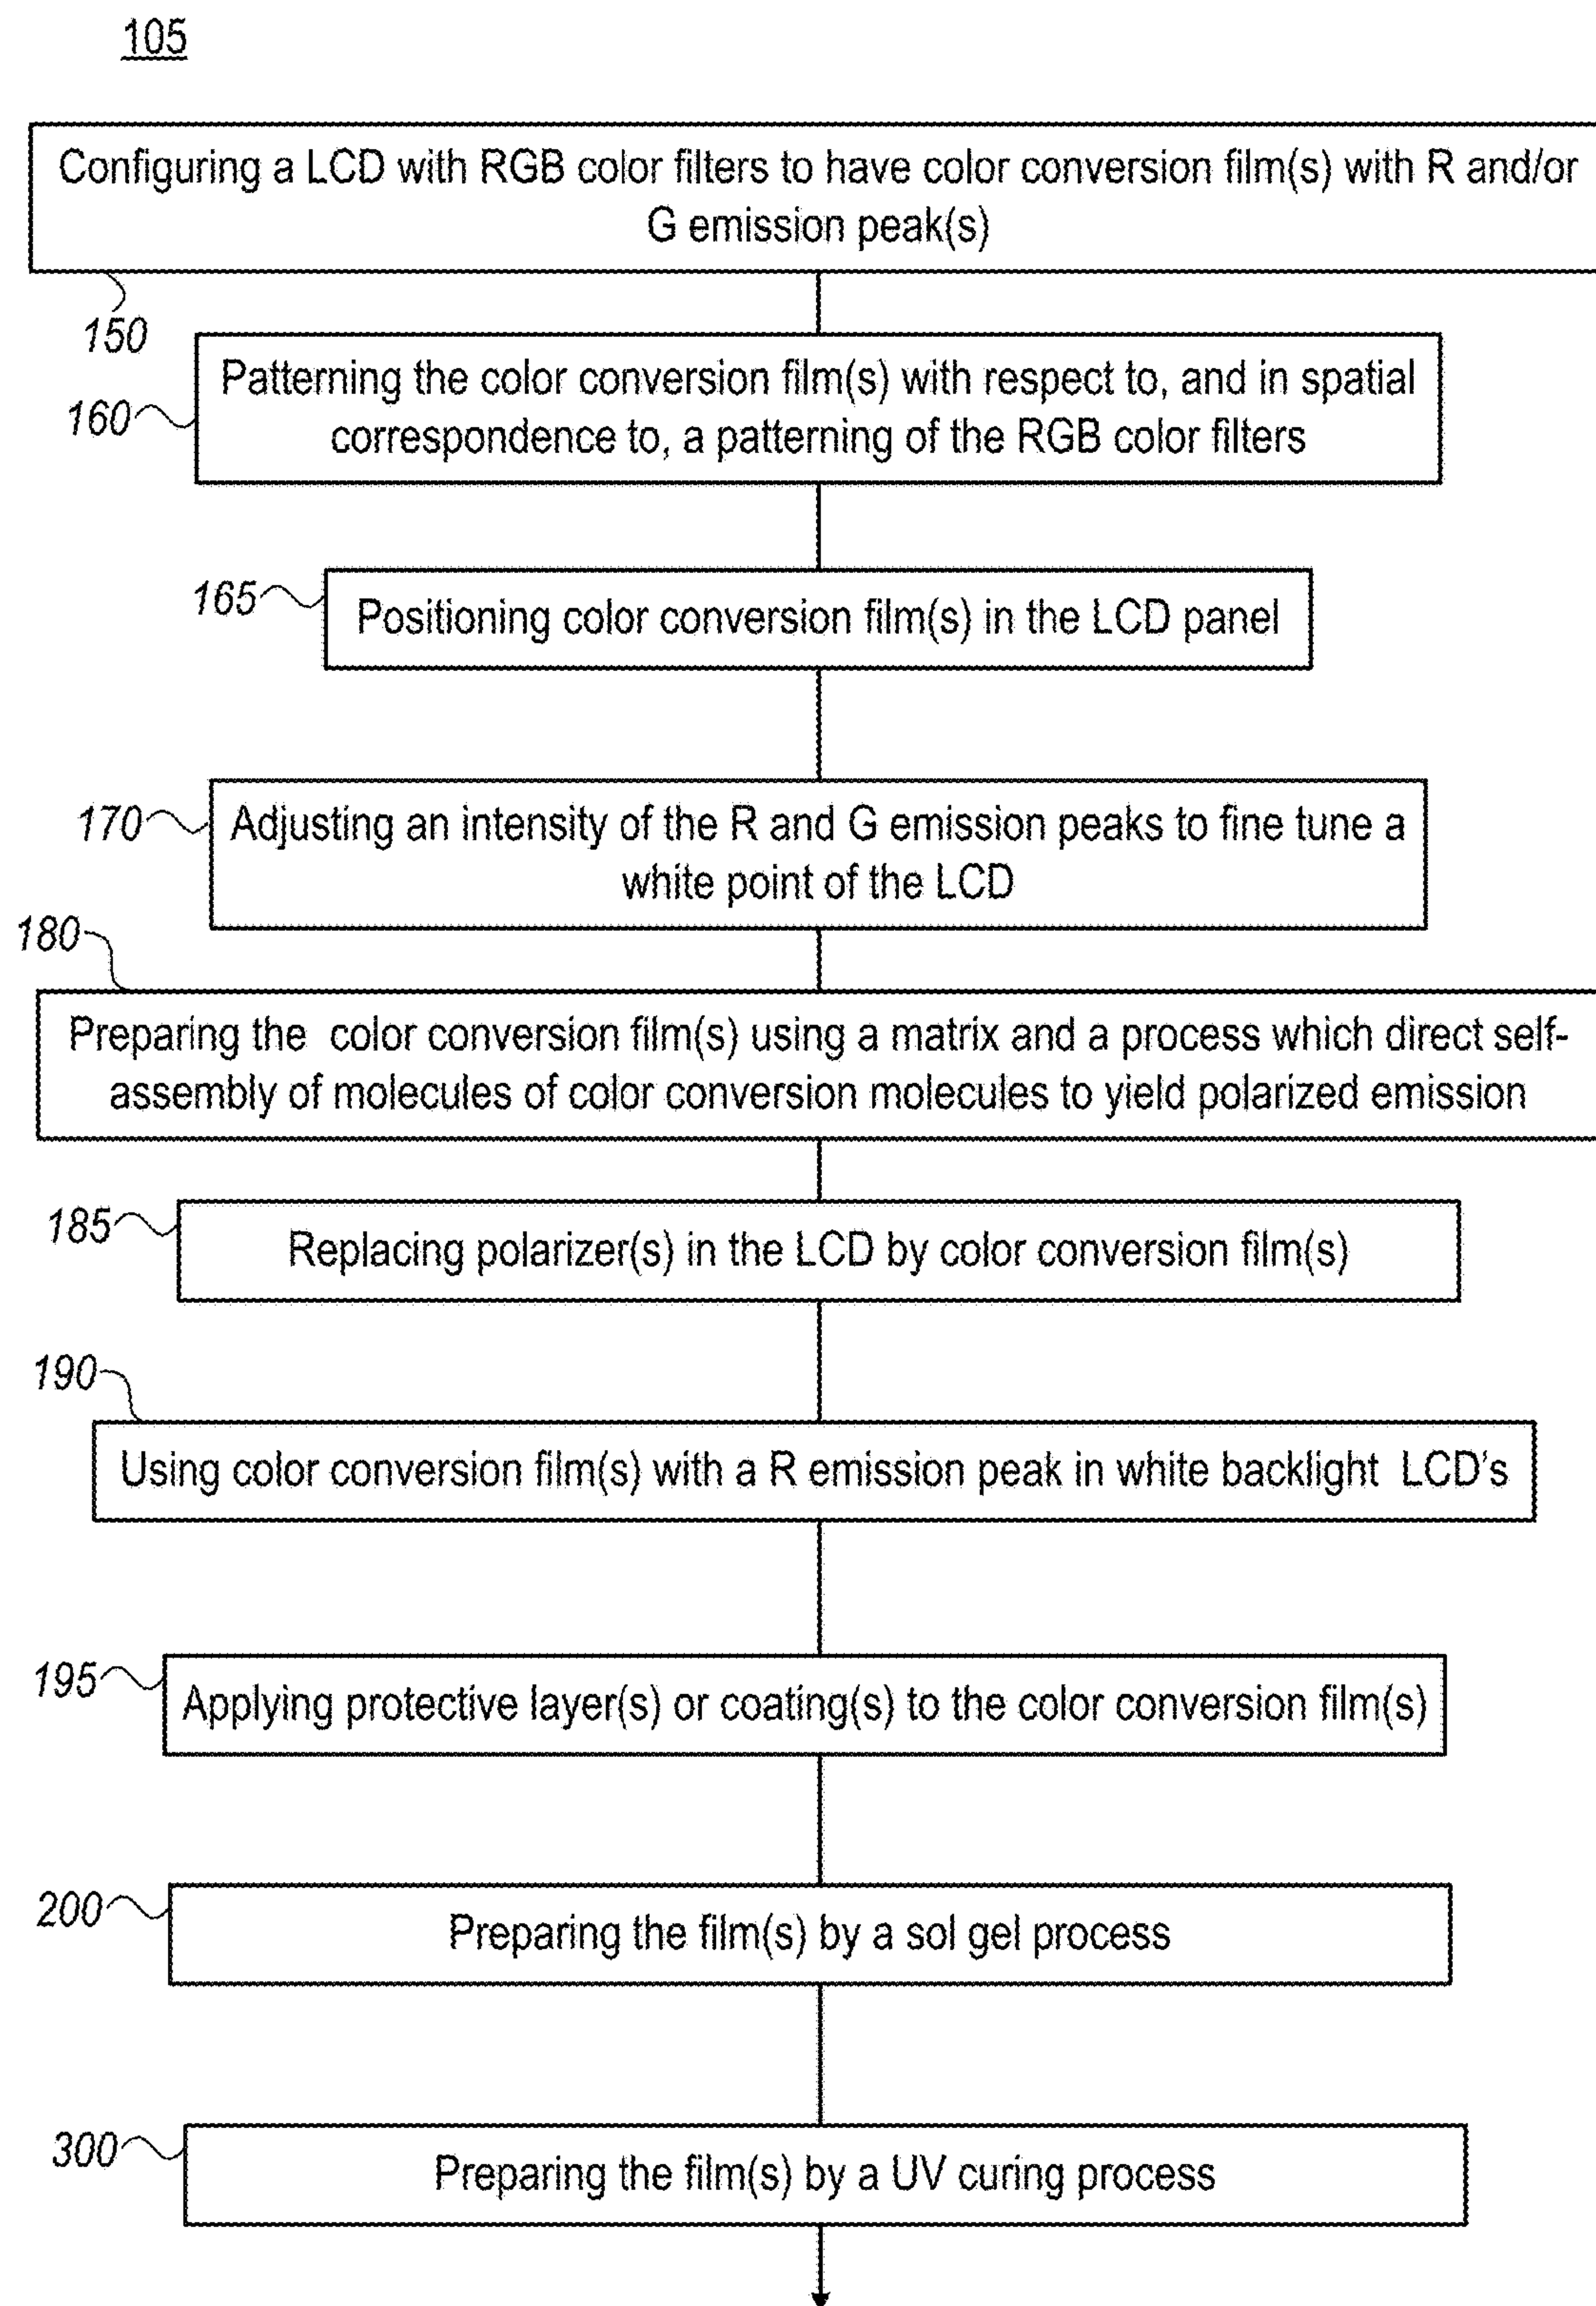 105
Configuring a LCD with RGB color filters to have color conversion film(s) with R and/or
G emission peak(s)
150
Patterning the color conversion film(s) with respect to, and in spatial
correspondence to, a patterning of the RGB color filters
160
165
Positioning color conversion film(s) in the LCD panel
170
Adjusting an intensity of the R and G emission peaks to fine tune a
white point of the LCD
180
Preparing the color conversion film(s) using a matrix and a process which direct self-
assembly of molecules of color conversion molecules to yield polarized emission
185
Replacing polarizer(s) in the LCD by color conversion film(s)
190
Using color conversion film(s) with a R emission peak in white backlight LCD's
195
Applying protective layer(s) or coating(s) to the color conversion film(s)
200
Preparing the film(s) by a sol gel process
300
Preparing the film(s) by a UV curing process